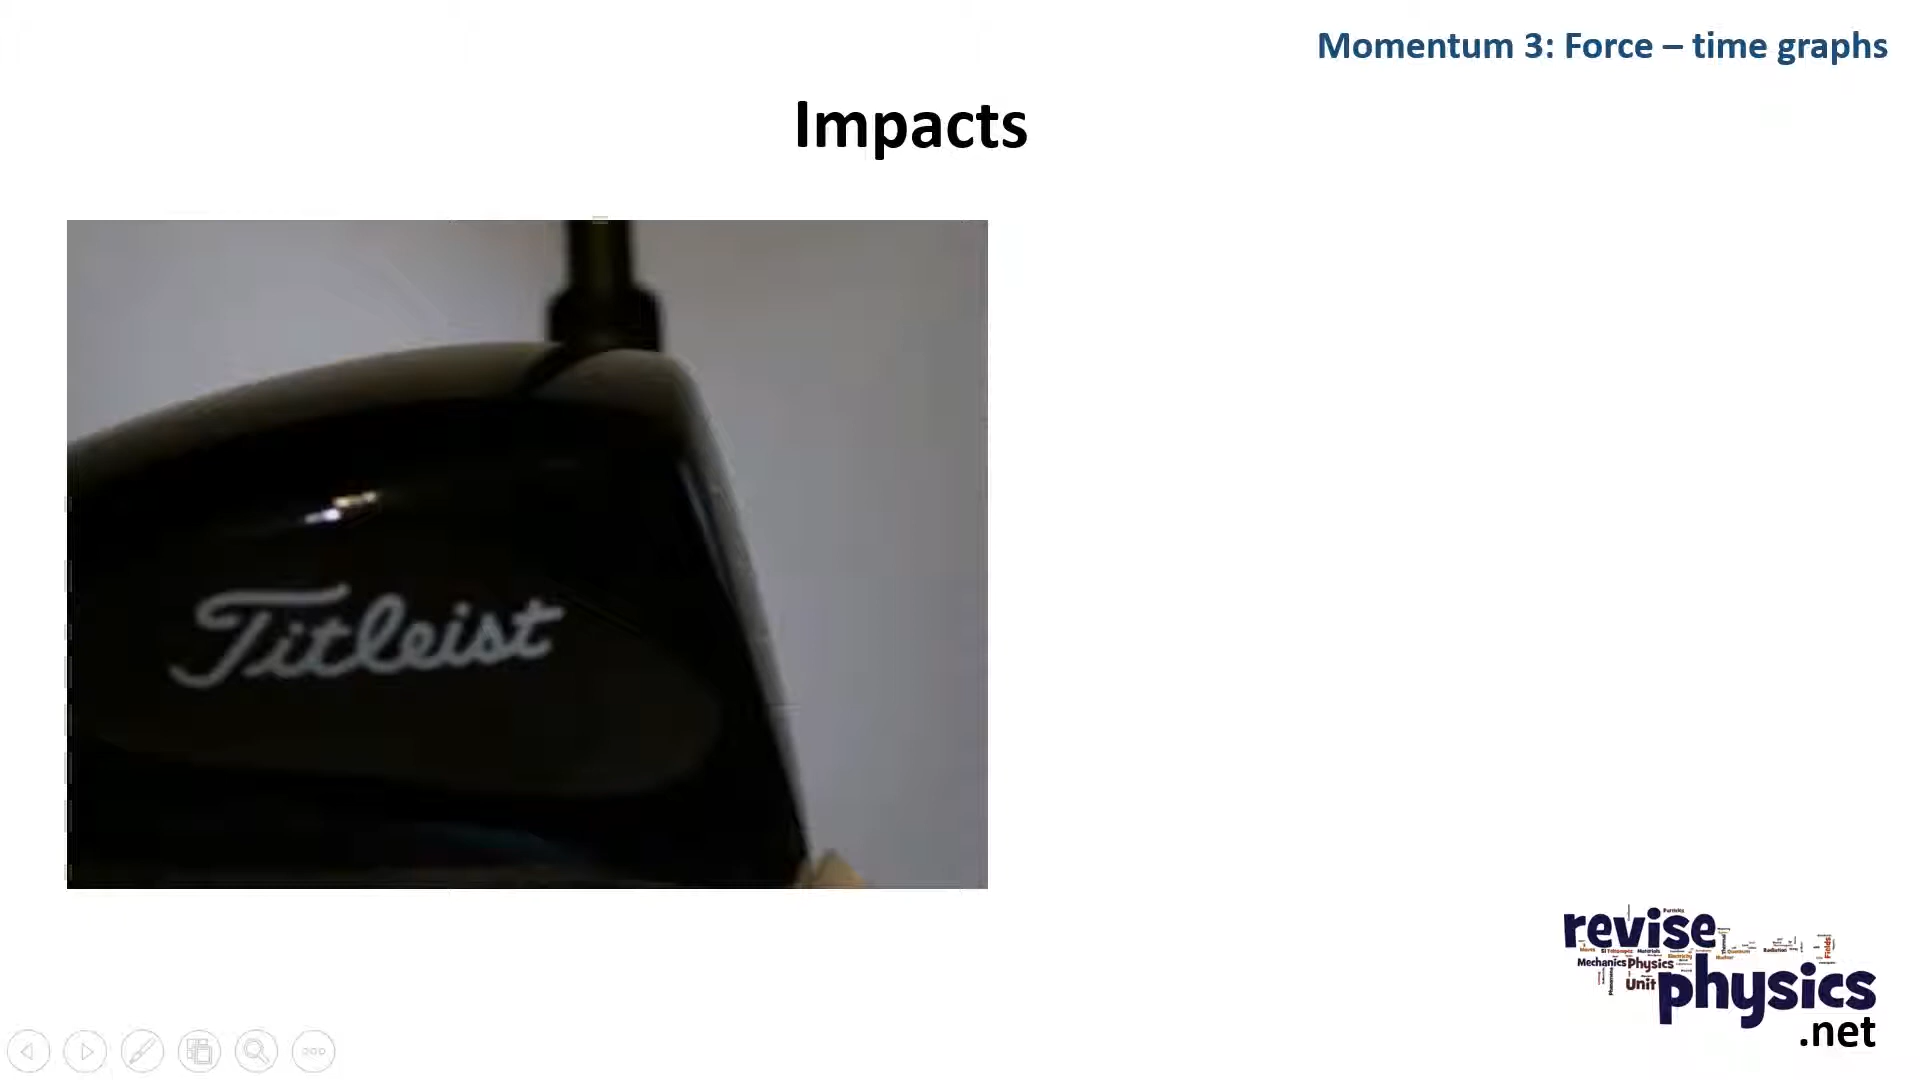 Momentum 3: Force – time graphs
Impacts
Titleist
revise
Mechanics Physics
Unit
physics
.net